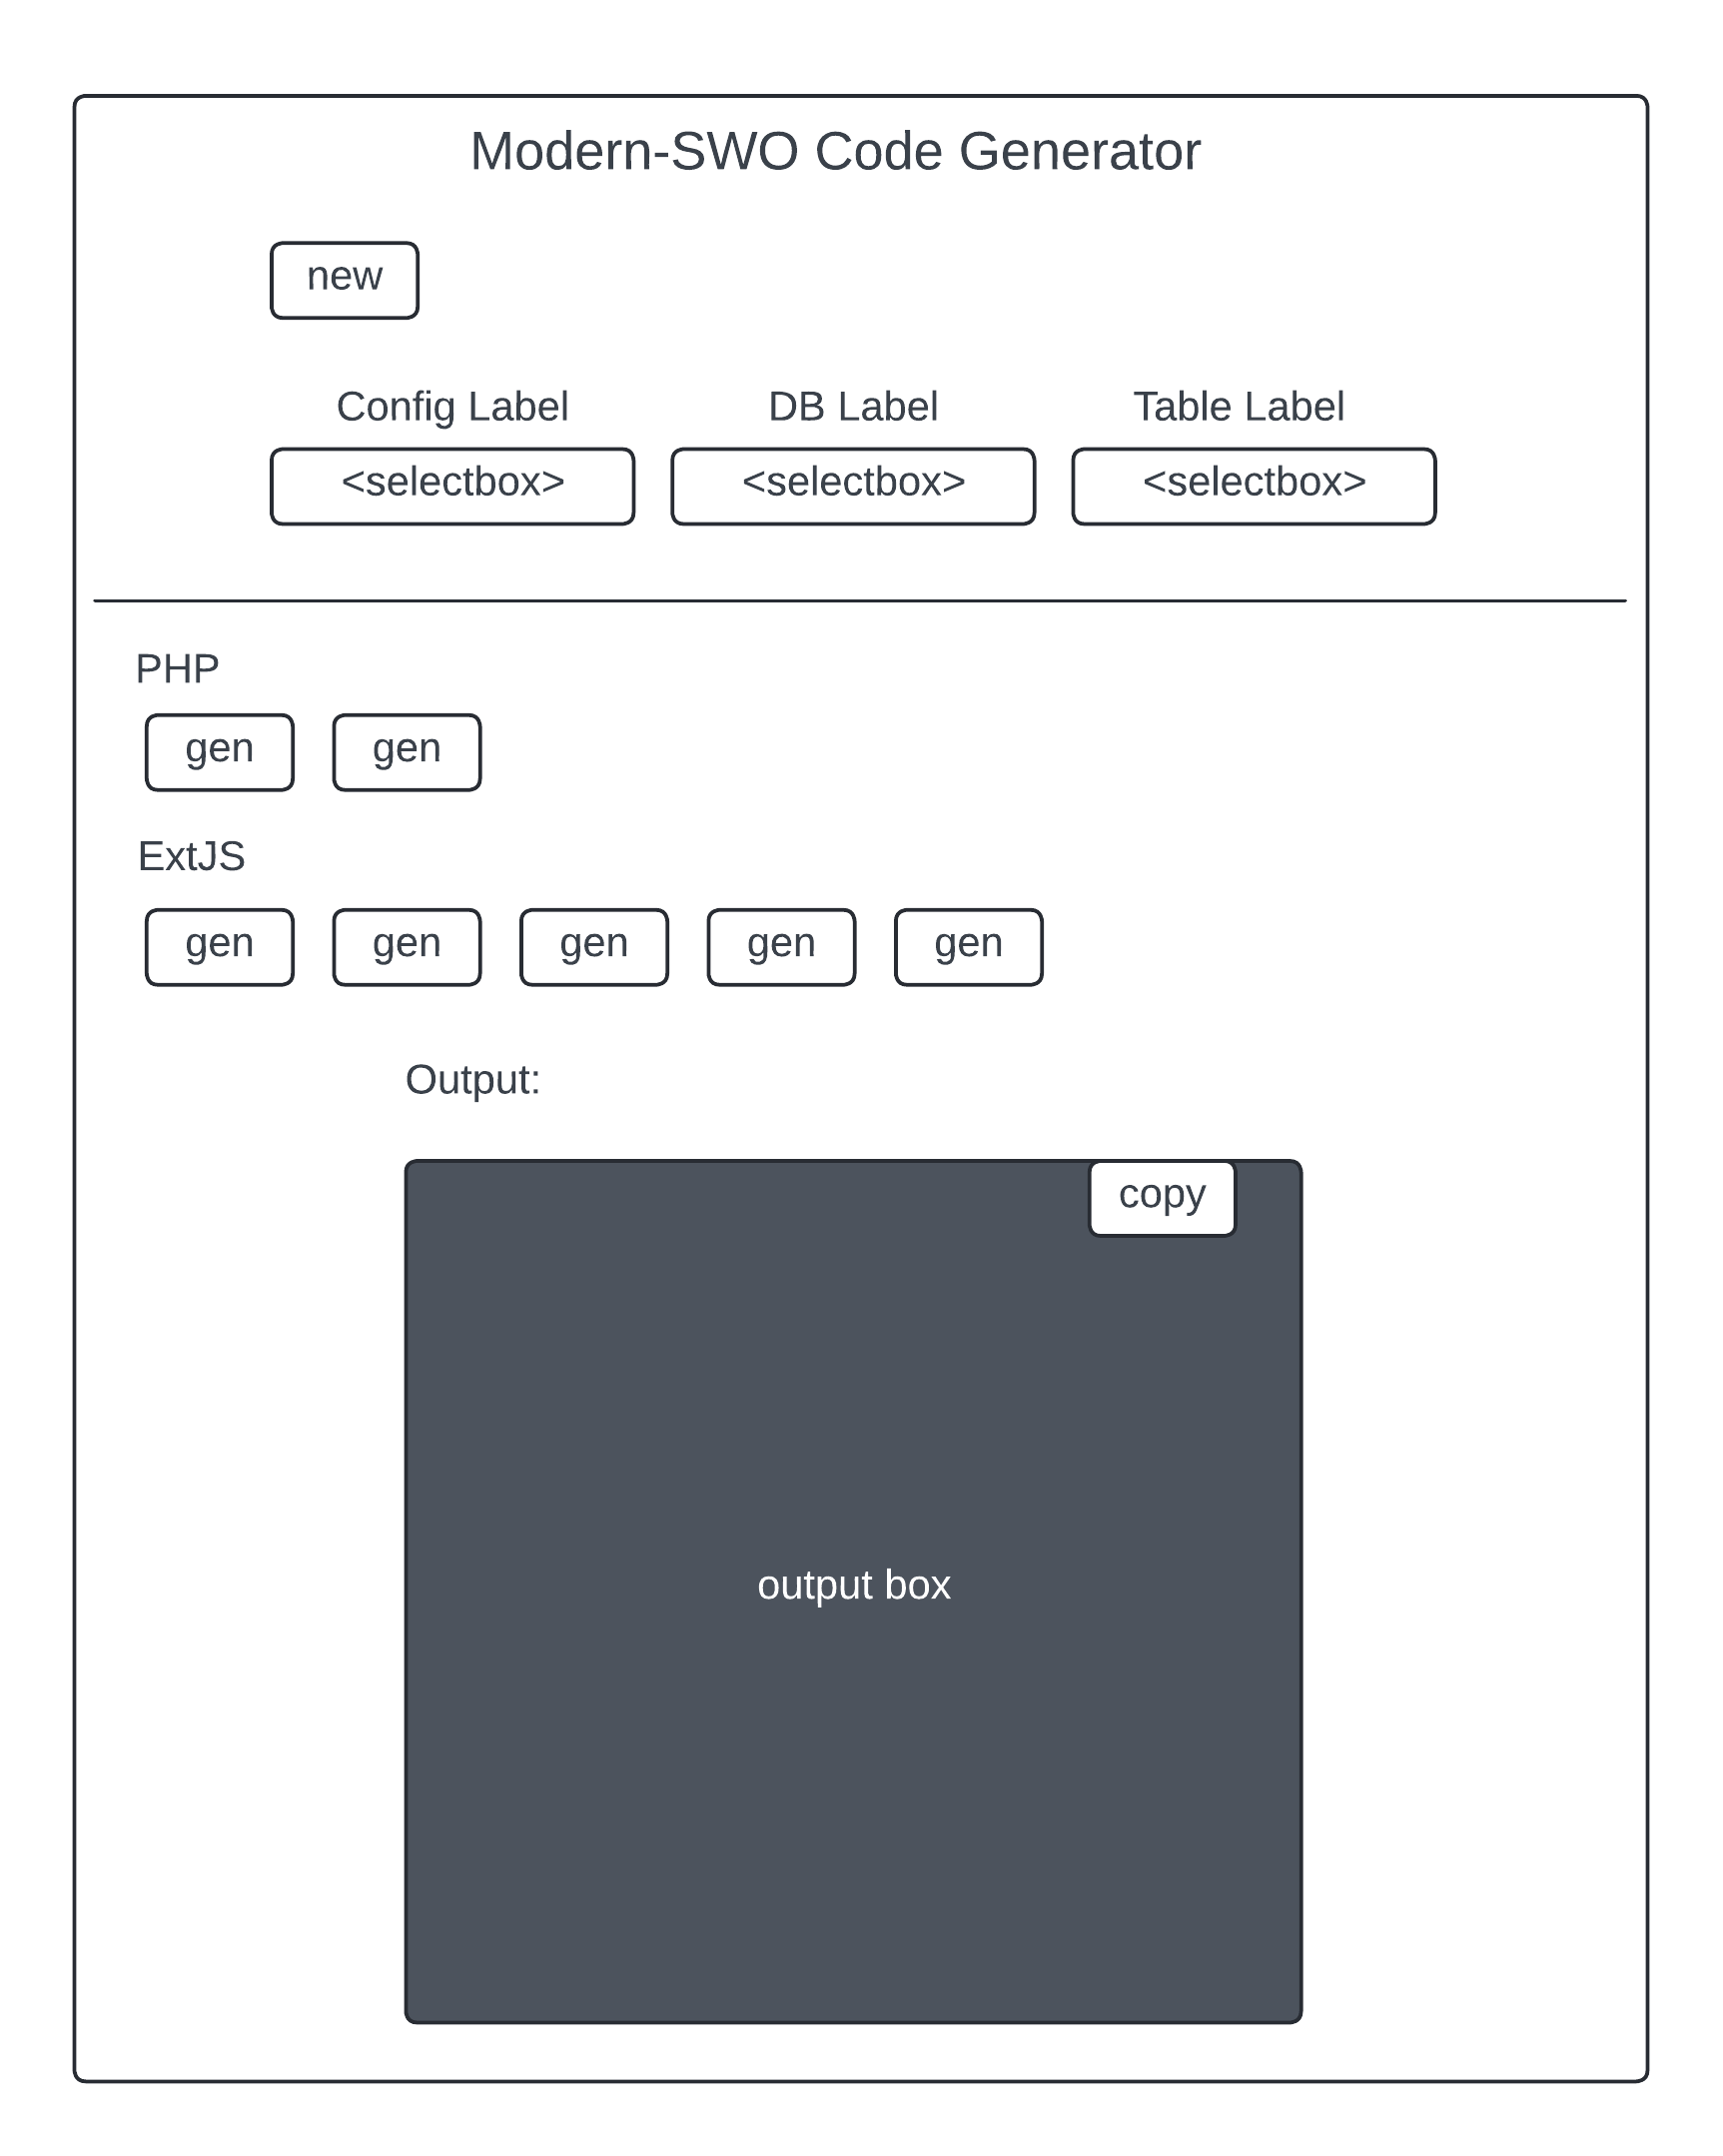 Modern-SWO Code Generator
new
Config Label DB Label Table Label
<selectbox> <selectbox> <selectbox>
PHP
gen gen
ExtJS
gen gen gen gen gen
Output:
copy
output box